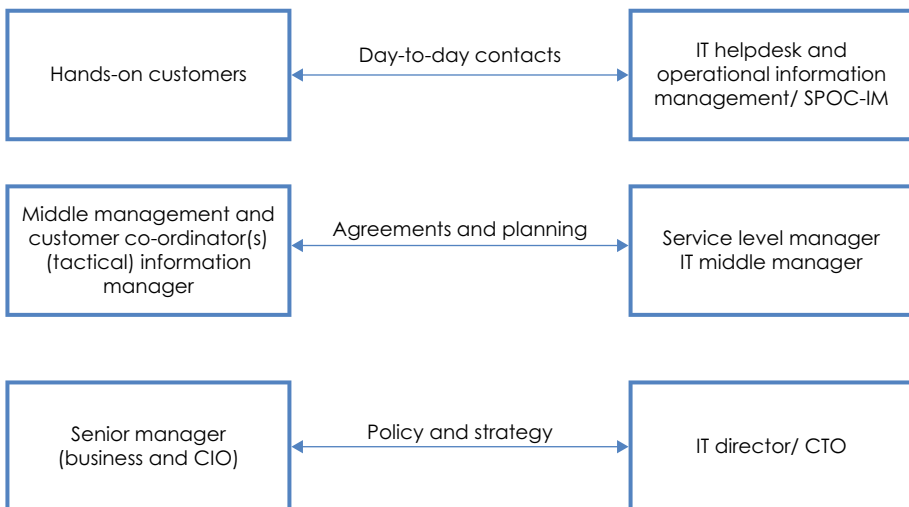 Hands-on customers
Day-to-day contacts
IT helpdesk and
operational information
management/ SPOC-IM
Middle management and
customer co-ordinator(s)
(tactical) information
manager
Agreements and planning
Service level manager
IT middle manager
Senior manager
(business and CIO)
Policy and strategy
IT director/ CTO